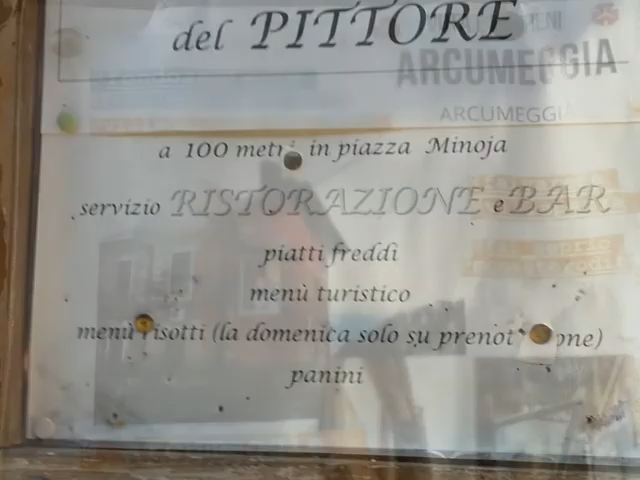 del PITTORE
ARCUMEGGIA
ARCUMEGGI
a 100 metri in piazza Minoja
servizio RISTORAZIONE e BAR
piatti freddi
menù turistico
menù risotti (la domenica solo su prenotazione)
panini